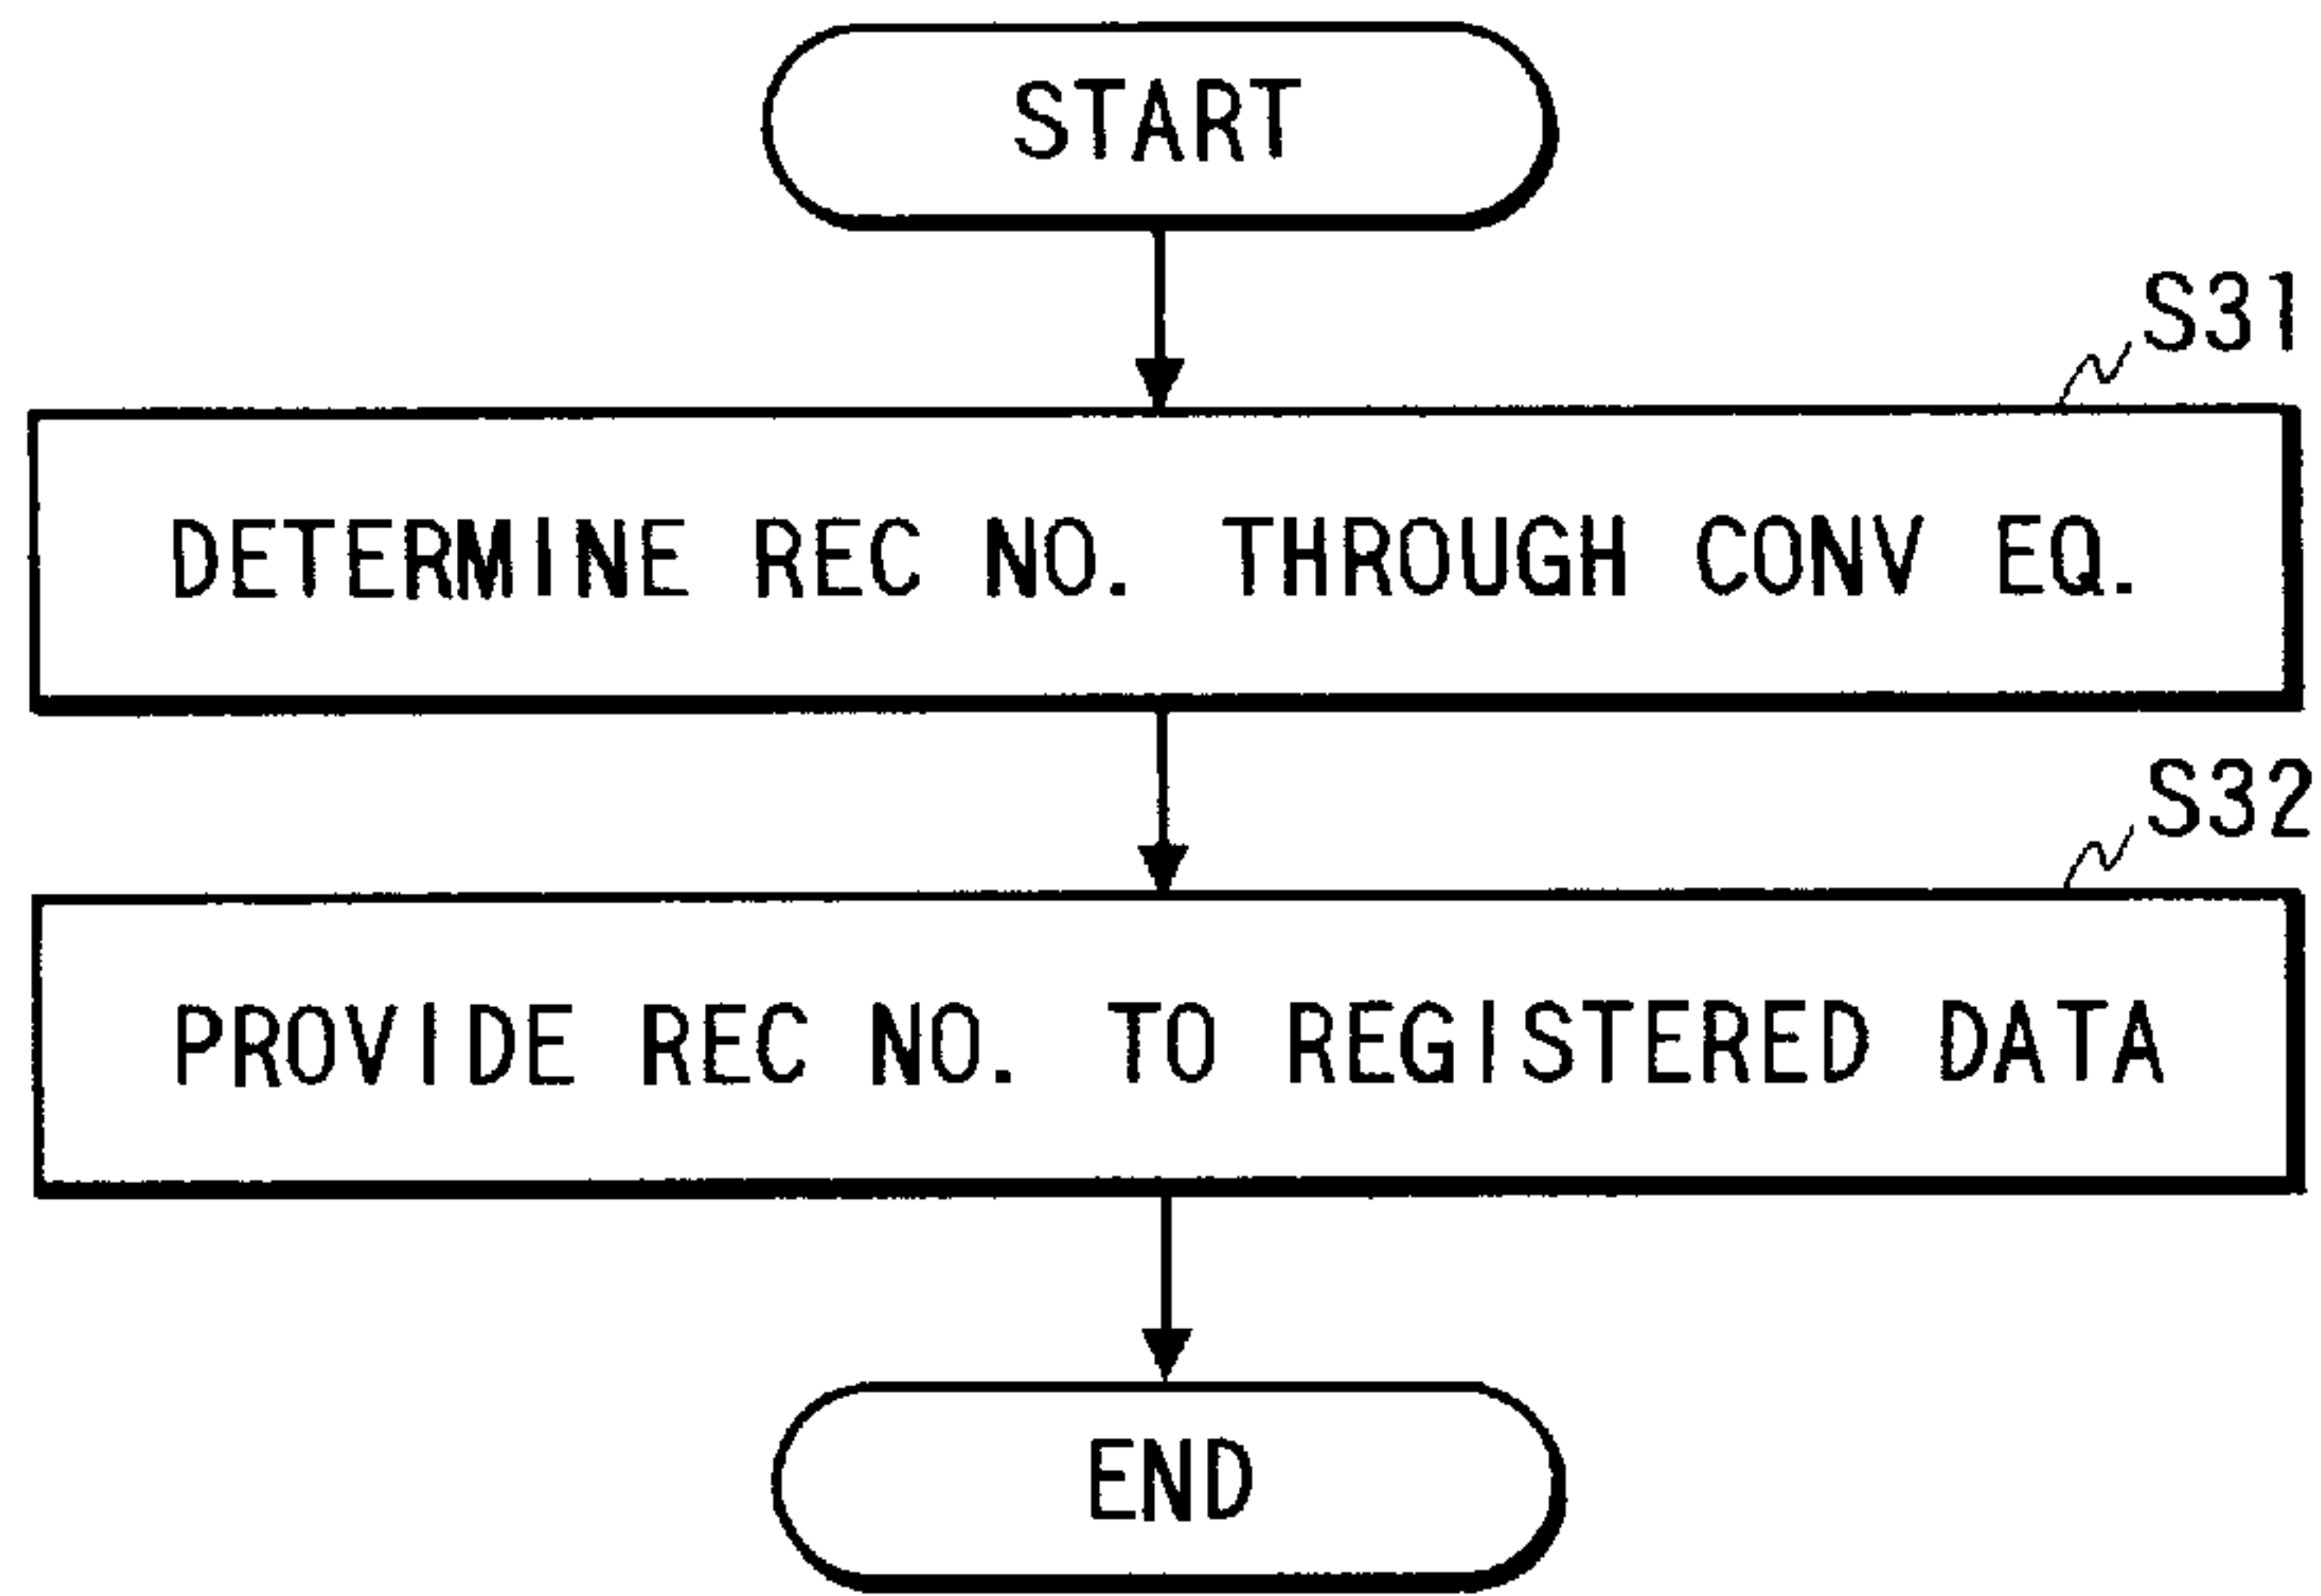 START
S31
DETERMINE REC NO. THROUGH CONV EQ.
S32
PROVIDE REC NO. TO REGISTERED DATA
END